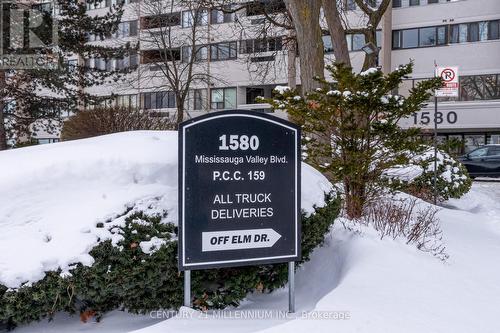 REALTOR®
1580
1580
Mississauga Valley Blvd.
P.C.C. 159
ALL TRUCK
DELIVERIES
OFF ELM DR.
CENTURY 21 MILLENNIUM INC., Brokerage